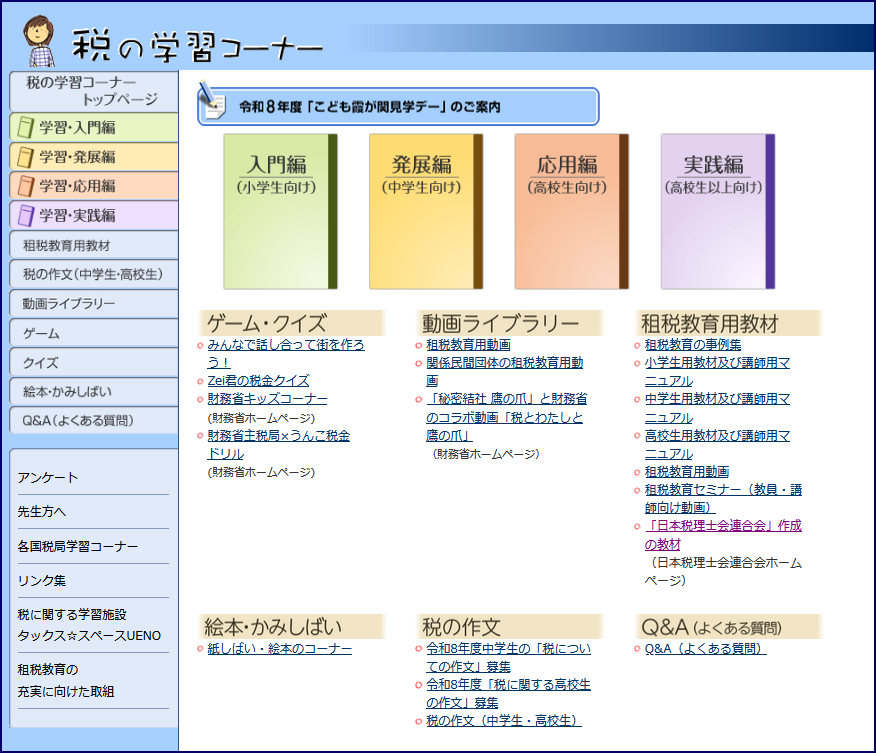 税の学習コーナー
税の学習コーナー
トップページ
学習・入門編
学習・発展編
学習・応用編
学習・実践編
租税教育用教材
税の作文(中学生・高校生)
動画ライブラリー
ゲーム
クイズ
絵本・かみしばい
Q&A(よくある質問)
アンケート
先生方へ
各国税局学習コーナー
リンク集
税に関する学習施設
タックス☆スペースUENO
租税教育の
充実に向けた取組
令和8年度「こども霞が関見学デー」のご案内
入門編
(小学生向け)
発展編
(中学生向け)
応用編
(高校生向け)
実践編
(高校生以上向け)
ゲーム・クイズ
みんなで話し合って街を作ろ
う!
Zei君の税金クイズ
財務省キッズコーナー
(財務省ホームページ)
財務省主税局×うんこ税金
ドリル
(財務省ホームページ)
動画ライブラリー
租税教育用動画
関係民間団体の租税教育用動
画
「秘密結社 鷹の爪」と財務省
のコラボ動画「税とわたしと
鷹の爪」
(財務省ホームページ)
租税教育用教材
租税教育の事例集
小学生用教材及び講師用マ
ニュアル
中学生用教材及び講師用マ
ニュアル
高校生用教材及び講師用マ
ニュアル
租税教育用動画
租税教育セミナー(教員・講
師向け動画)
「日本税理士会連合会」作成
の教材
(日本税理士会連合会ホーム
ページ)
絵本・かみしばい
紙しばい・絵本のコーナー
税の作文
令和8年度中学生の「税につい
ての作文」募集
令和8年度「税に関する高校生
の作文」募集
税の作文(中学生・高校生)
Q&A(よくある質問)
Q&A(よくある質問)